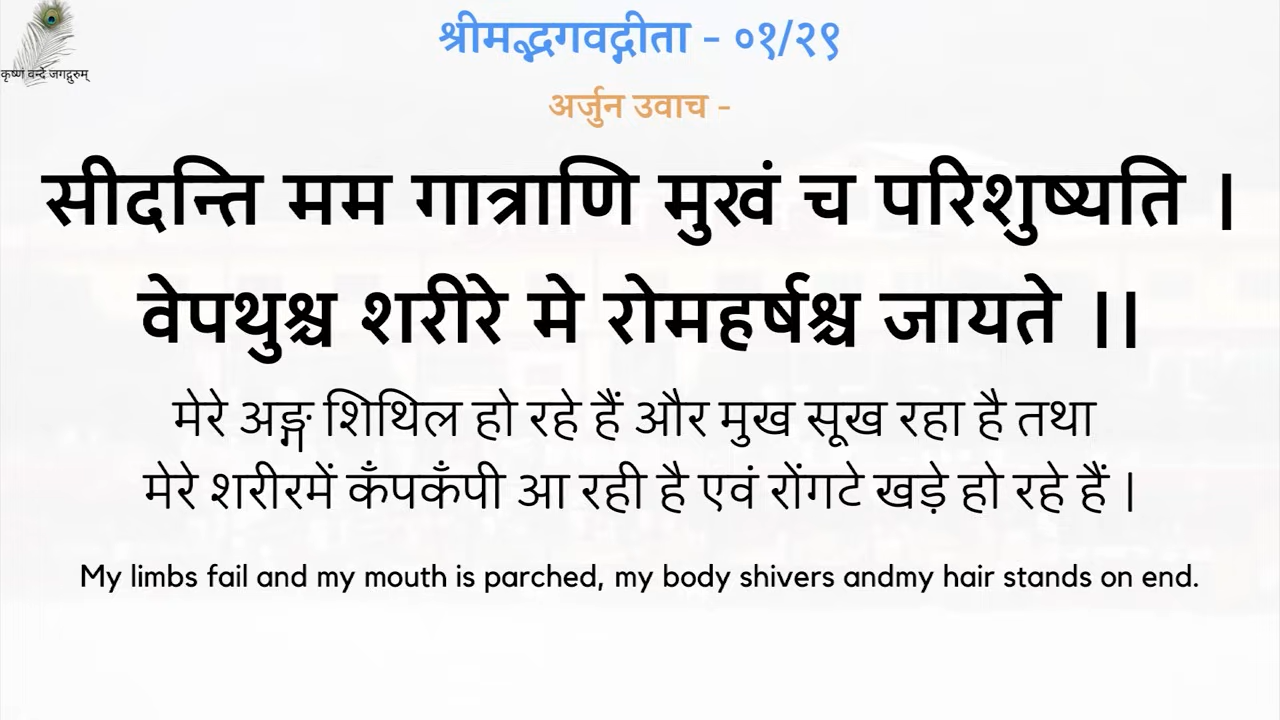 श्रीमद्भगवद्गीता - ०१/२९
कृष्णं वन्दे जगद्गुरुम्
अर्जुन उवाच -
सीदन्ति मम गात्राणि मुखं च परिशुष्यति ।
वेपथुश्च शरीरे मे रोमहर्षश्च जायते ।।
मेरे अङ्ग शिथिल हो रहे हैं और मुख सूख रहा है तथा
मेरे शरीरमें कँपकँपी आ रही है एवं रोंगटे खड़े हो रहे हैं ।
My limbs fail and my mouth is parched, my body shivers andmy hair stands on end.